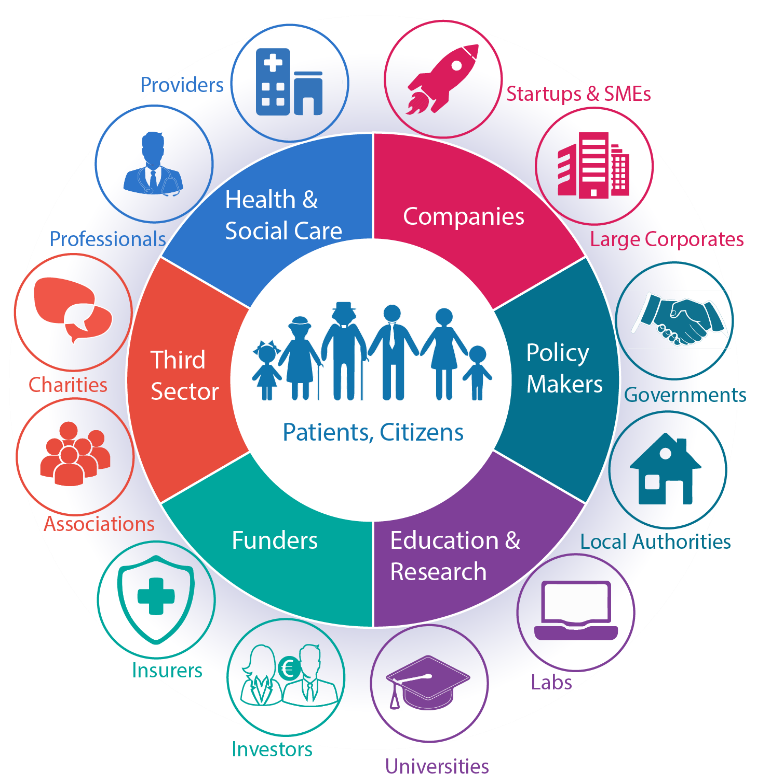 Providers
Startups & SMEs
Professionals
Health &
Social Care
Companies
Large Corporates
Charities
Third
Sector
Patients, Citizens
Policy
Makers
Governments
Associations
Funders
Education &
Research
Local Authorities
Insurers
€
Investors
Universities
Labs